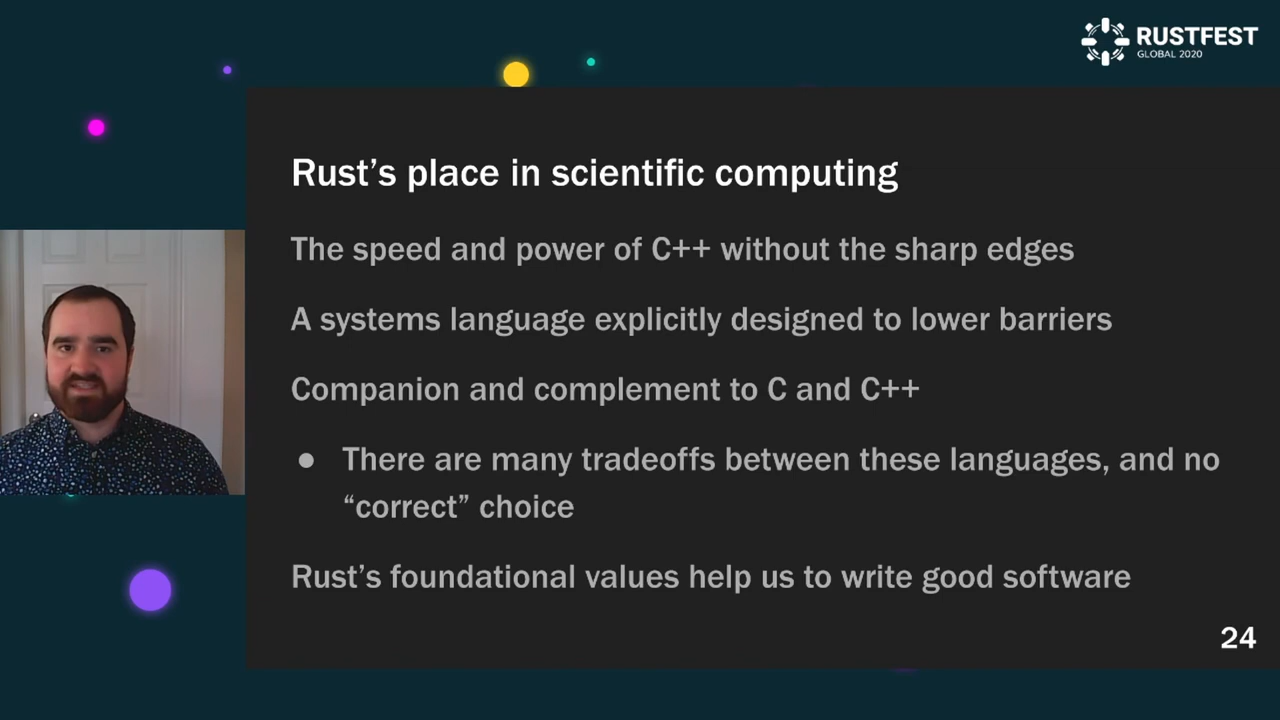 RUSTFEST
GLOBAL 2020
Rust’s place in scientific computing
The speed and power of C++ without the sharp edges
A systems language explicitly designed to lower barriers
Companion and complement to C and C++
● There are many tradeoffs between these languages, and no
“correct” choice
Rust’s foundational values help us to write good software
24